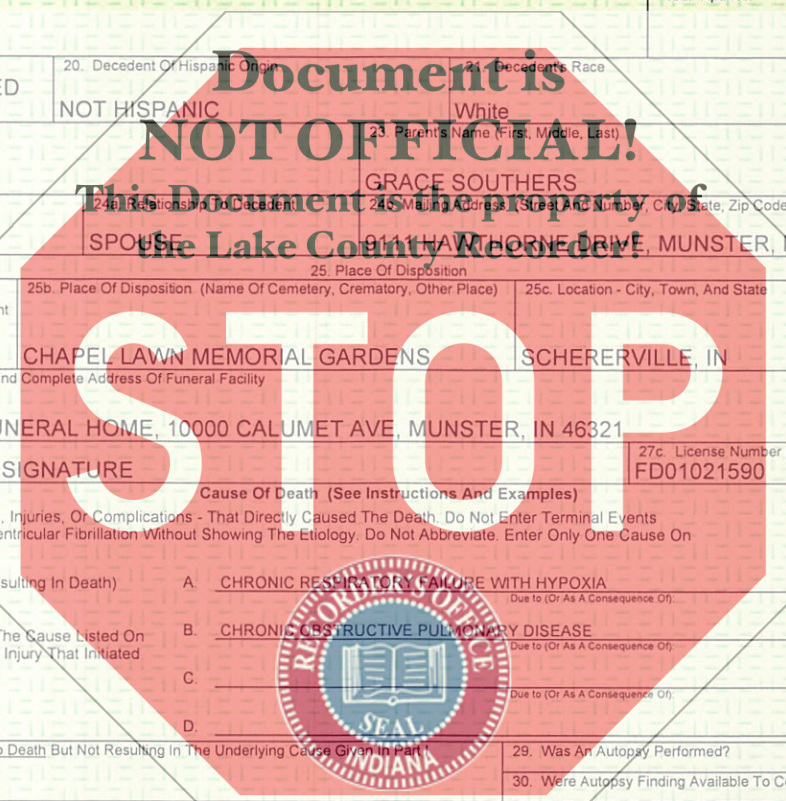 20. Decedent Of Hispanic Origin
21. Decedent's Race
ED
NOT HISPANIC
White
Document is
NOT OFFICIAL!
This Document is the property of
the Lake County Recorder!
23. Parent's Name (First, Middle, Last)
GRACE SOUTHERS
24a. Relationship To Decedent
24b. Mailing Address (Street And Number, City, State, Zip Code
SPOUSE
9111 HAWTHORNE DRIVE, MUNSTER,
25. Place Of Disposition
25b. Place Of Disposition (Name Of Cemetery, Crematory, Other Place)
25c. Location - City, Town, And State
CHAPEL LAWN MEMORIAL GARDENS
SCHERERVILLE, IN
nd Complete Address Of Funeral Facility
UNERAL HOME, 10000 CALUMET AVE, MUNSTER, IN 46321
27c. License Number
SIGNATURE
FD01021590
STOP
Cause Of Death (See Instructions And Examples)
, Injuries, Or Complications - That Directly Caused The Death. Do Not Enter Terminal Events
entricular Fibrillation Without Showing The Etiology. Do Not Abbreviate. Enter Only One Cause On
sulting In Death)
A. CHRONIC RESPIRATORY FAILURE WITH HYPOXIA
Due to (Or As A Consequence Of):
The Cause Listed On
Injury That Initiated
B. CHRONIC OBSTRUCTIVE PULMONARY DISEASE
Due to (Or As A Consequence Of):
C.
Due to (Or As A Consequence Of):
D.
RECORDER'S OFFICE
SEAL
INDIANA
o Death But Not Resulting In The Underlying Cause Given In Part I
29. Was An Autopsy Performed?
30. Were Autopsy Finding Available To C